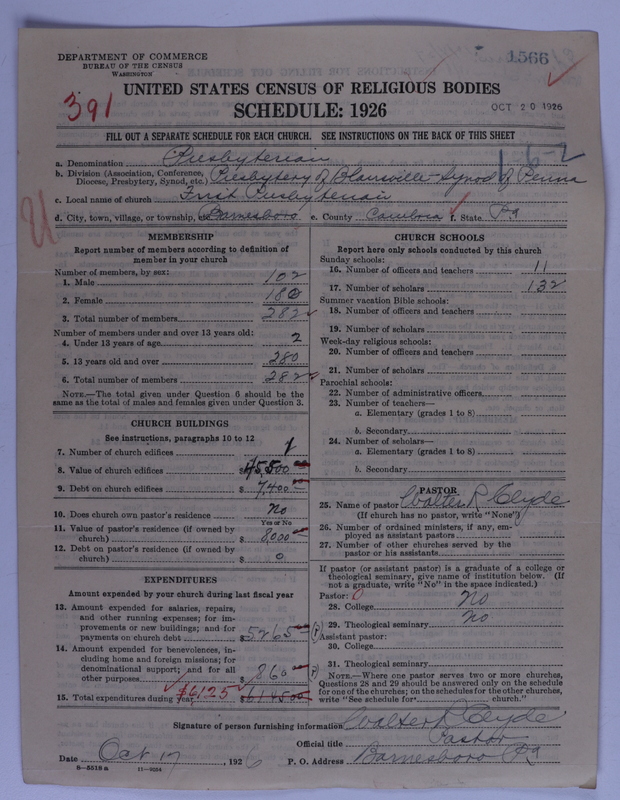 DEPARTMENT OF COMMERCE
BUREAU OF THE CENSUS
WASHINGTON
1566
391
UNITED STATES CENSUS OF RELIGIOUS BODIES
SCHEDULE: 1926
OCT 20 1926
FILL OUT A SEPARATE SCHEDULE FOR EACH CHURCH. SEE INSTRUCTIONS ON THE BACK OF THIS SHEET
a. Denomination Presbyterian
1 6-2
b. Division (Association, Conference, Diocese, Presbytery, Synod, etc.) Presbytery of Blairsville - Synod of Penna
c. Local name of church First Presbyterian
d. City, town, village, or township, etc. Barnesboro e. County Cambria f. State Pa
MEMBERSHIP
Report number of members according to definition of member in your church
Number of members, by sex:
1. Male 102
2. Female 180
3. Total number of members 282
Number of members under and over 13 years old:
4. Under 13 years of age 2
5. 13 years old and over 280
6. Total number of members 282
NOTE.—The total given under Question 6 should be the same as the total of males and females given under Question 3.
CHURCH BUILDINGS
See instructions, paragraphs 10 to 12
7. Number of church edifices 1
8. Value of church edifices $45,500
9. Debt on church edifices $ 7,400
10. Does church own pastor's residence No
Yes or No
11. Value of pastor's residence (if owned by church) $ 8,000
12. Debt on pastor's residence (if owned by church) $ 0
EXPENDITURES
Amount expended by your church during last fiscal year
13. Amount expended for salaries, repairs, and other running expenses; for improvements or new buildings; and for payments on church debt $5265
14. Amount expended for benevolences, including home and foreign missions; for denominational support; and for all other purposes $ 860
15. Total expenditures during year $6125
CHURCH SCHOOLS
Report here only schools conducted by this church
Sunday schools:
16. Number of officers and teachers 11
17. Number of scholars 132
Summer vacation Bible schools:
18. Number of officers and teachers
19. Number of scholars
Week-day religious schools:
20. Number of officers and teachers
21. Number of scholars
Parochial schools:
22. Number of administrative officers
23. Number of teachers—
a. Elementary (grades 1 to 8)
b. Secondary
24. Number of scholars—
a. Elementary (grades 1 to 8)
b. Secondary
PASTOR
25. Name of pastor Walter R. Clyde
(If church has no pastor, write "None")
26. Number of ordained ministers, if any, employed as assistant pastors
27. Number of other churches served by the pastor or his assistants
If pastor (or assistant pastor) is a graduate of a college or theological seminary, give name of institution below. (If not a graduate, write "No" in the space indicated.)
Pastor:
28. College No
29. Theological seminary No
Assistant pastor:
30. College
31. Theological seminary
NOTE.—Where one pastor serves two or more churches, Questions 28 and 29 should be answered only on the schedule for one of the churches; on the schedules for the other churches, write "See schedule for church."
Signature of person furnishing information Walter R. Clyde
Official title Pastor
Date Oct 17, 1926 P. O. Address Barnesboro Pa
8-5518a 11-9264